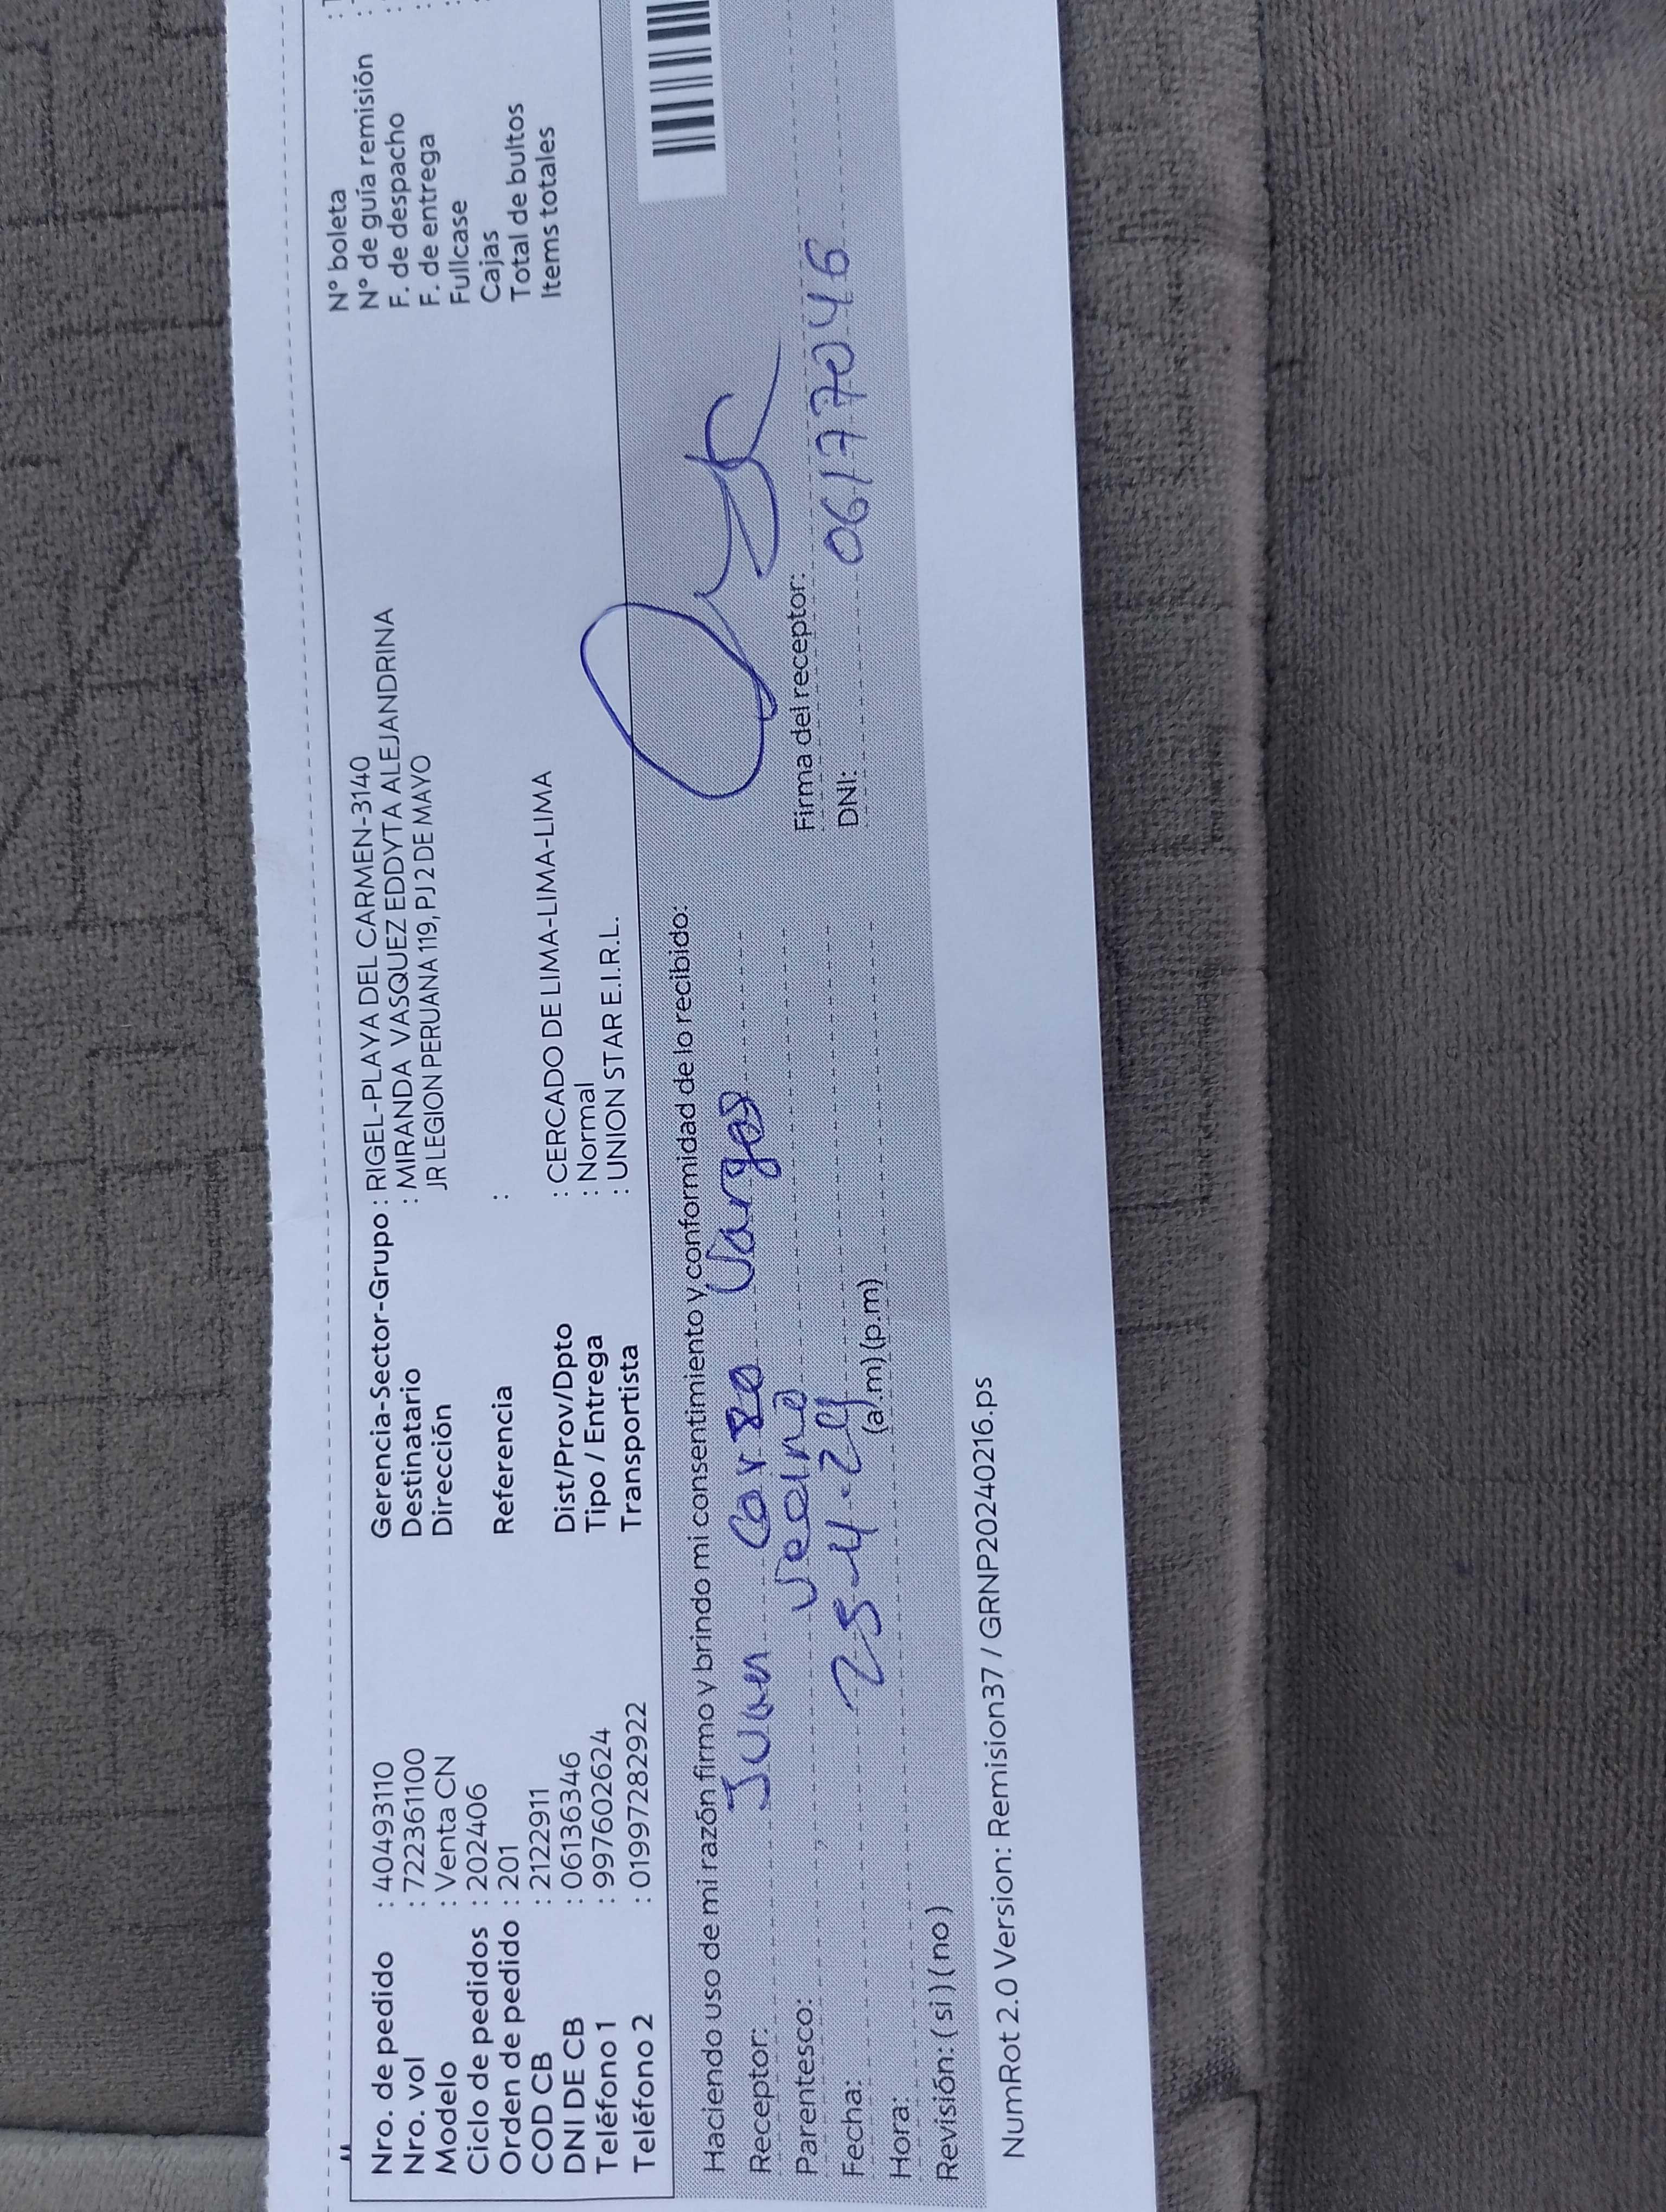 Nro. de pedido : 40493110
Nro. vol : 722361100
Modelo : Venta CN
Ciclo de pedidos : 202406
Orden de pedido : 201
COD CB : 2122911
DNI DE CB : 06136346
Teléfono 1 : 997602624
Teléfono 2 : 0199728 2922
Gerencia-Sector-Grupo : RIGEL-PLAYA DEL CARMEN-3140
Destinatario : MIRANDA VASQUEZ EDDYTA ALEJANDRINA
Dirección JR LEGION PERUANA 119, PJ 2 DE MAYO
Referencia :
Dist/Prov/Dpto : CERCADO DE LIMA-LIMA-LIMA
Tipo / Entrega : Normal
Transportista : UNION STAR E.I.R.L.
N° boleta
N° de guía remisión
F. de despacho
F. de entrega
Fullcase
Cajas
Total de bultos
Items totales
Haciendo uso de mi razón firmo y brindo mi consentimiento y conformidad de lo recibido:
Receptor: Juan Vargas
Parentesco: Vecino
Fecha: 25-4-24
Hora: (a.m) (p.m)
Revisión: ( si ) ( no )
Firma del receptor:
DNI: 06177046
NumRot 2.0 Version: Remision37 / GRNP20240216.ps